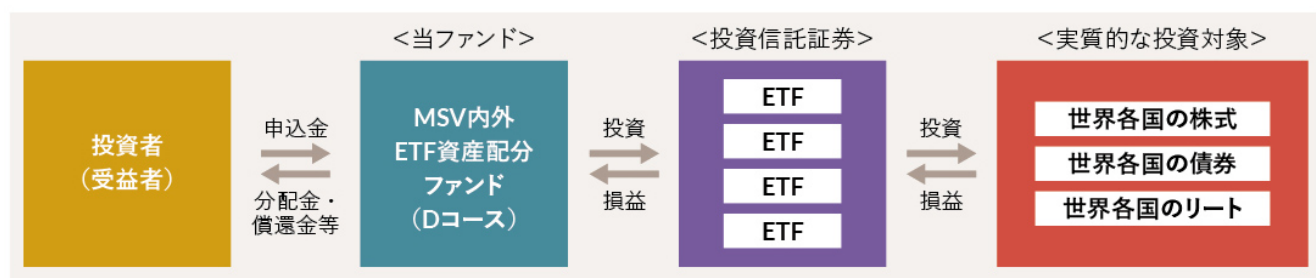 <当ファンド>
<投資信託証券>
<実質的な投資対象>
投資者
（受益者）
申込金
分配金・
償還金等
MSV内外
ETF資産配分
ファンド
（Dコース）
投資
損益
ETF
ETF
ETF
ETF
投資
損益
世界各国の株式
世界各国の債券
世界各国のリート